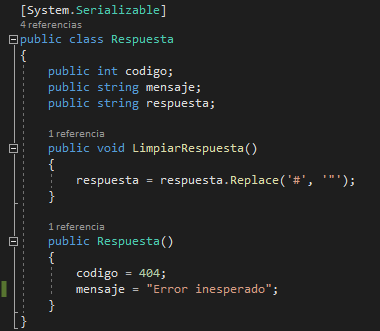 [System.Serializable]
4 referencias
public class Respuesta
{
public int codigo;
public string mensaje;
public string respuesta;
1 referencia
public void LimpiarRespuesta()
{
respuesta = respuesta.Replace('#', '"');
}
1 referencia
public Respuesta()
{
codigo = 404;
mensaje = "Error inesperado";
}
}